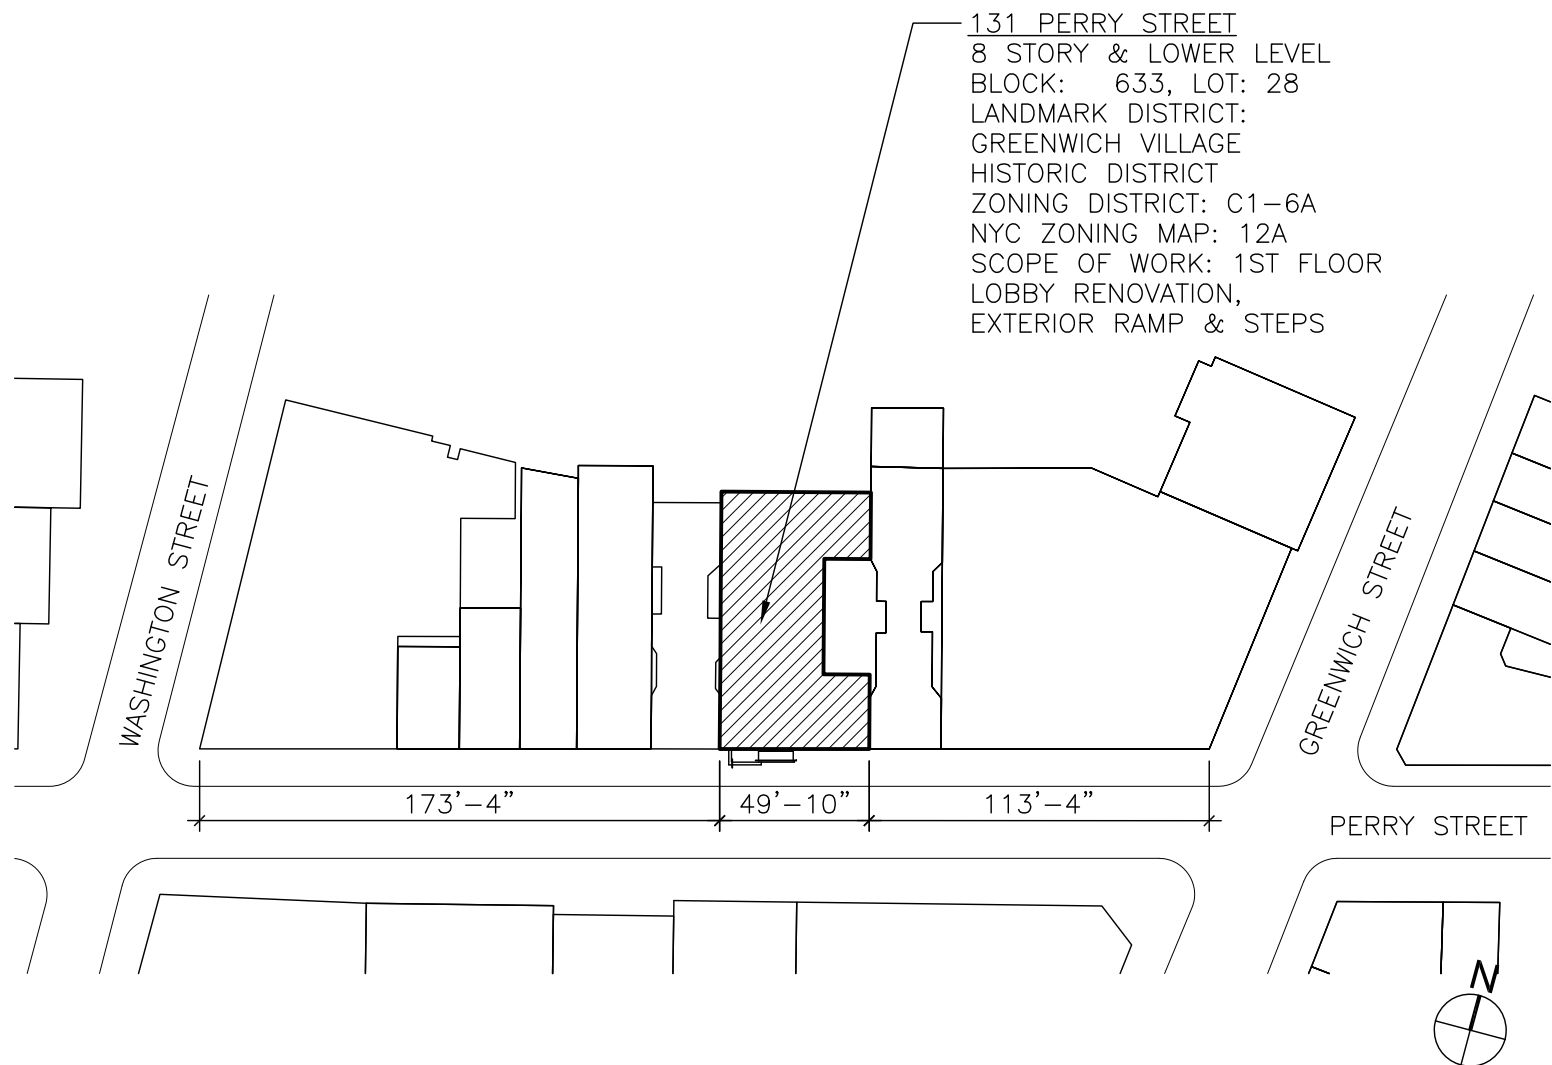 131 PERRY STREET
8 STORY & LOWER LEVEL
BLOCK: 633, LOT: 28
LANDMARK DISTRICT:
GREENWICH VILLAGE
HISTORIC DISTRICT
ZONING DISTRICT: C1-6A
NYC ZONING MAP: 12A
SCOPE OF WORK: 1ST FLOOR
LOBBY RENOVATION,
EXTERIOR RAMP & STEPS
WASHINGTON STREET
GREENWICH STREET
173'-4"
49'-10"
113'-4"
PERRY STREET
N